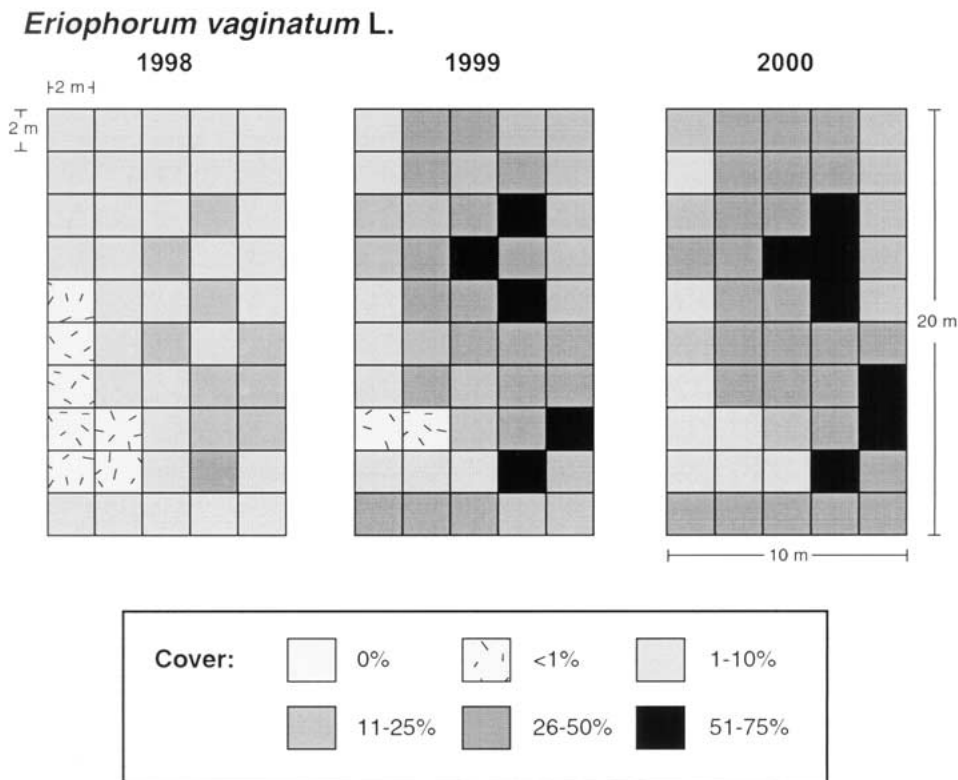 Eriophorum vaginatum L.
1998 1999 2000
2 m
2 m
20 m
10 m
Cover: 0% <1% 1-10%
11-25% 26-50% 51-75%